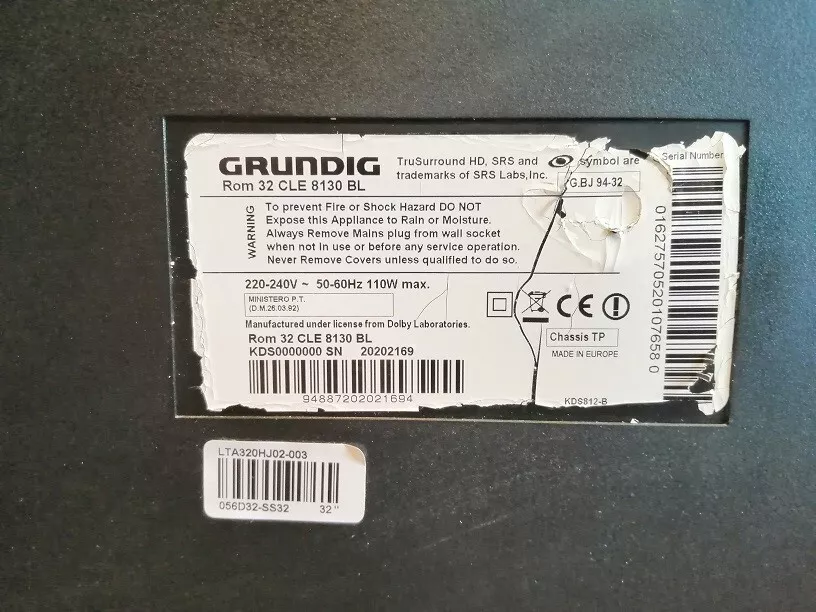 GRUNDIG
Rom 32 CLE 8130 BL
TruSurround HD, SRS and symbol are
trademarks of SRS Labs,Inc.
G.BJ 94-32
Serial Number
WARNING
To prevent Fire or Shock Hazard DO NOT
Expose this Appliance to Rain or Moisture.
Always Remove Mains plug from wall socket
when not in use or before any service operation.
Never Remove Covers unless qualified to do so.
220-240V ~ 50-60Hz 110W max.
MINISTERO P.T.
(D.M.26.03.92)
Manufactured under license from Dolby Laboratories.
Rom 32 CLE 8130 BL
KDS0000000 SN 20202169
94887202021694
CE
Chassis TP
MADE IN EUROPE
KDS812-B
01627570520107658 0
LTA320HJ02-003
056D32-SS32 32"